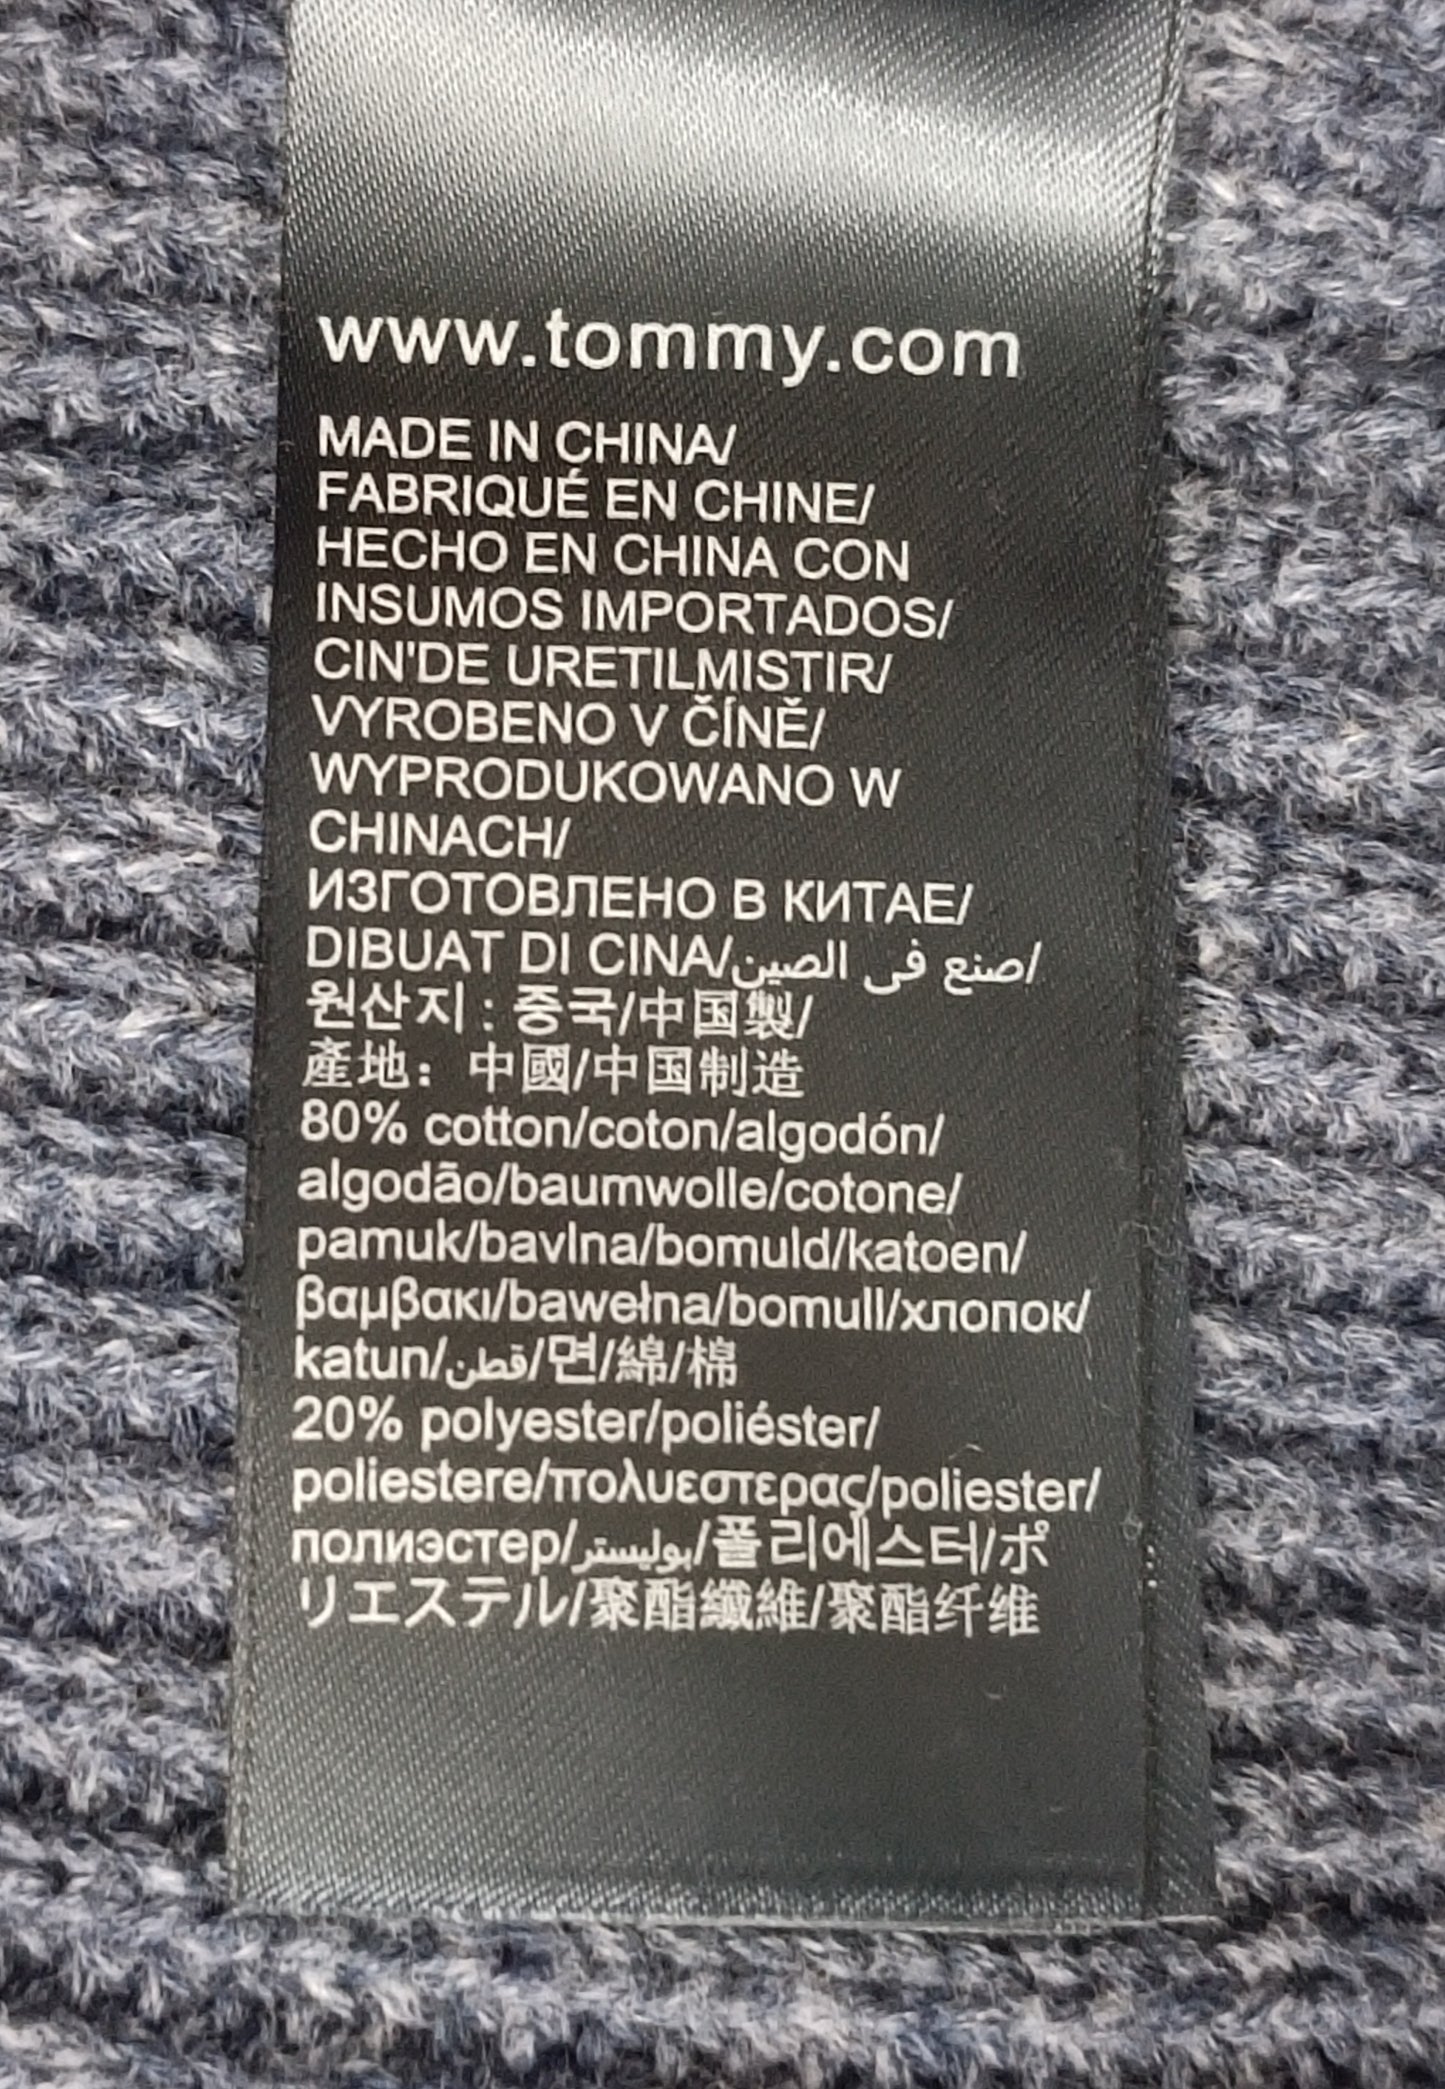 www.tommy.com
MADE IN CHINA/
FABRIQUÉ EN CHINE/
HECHO EN CHINA CON
INSUMOS IMPORTADOS/
CIN'DE URETILMISTIR/
VYROBENO V ČÍNĚ/
WYPRODUKOWANO W
CHINACH/
ИЗГОТОВЛЕНО В КИТАЕ/
DIBUAT DI CINA/صنع في الصين/
원산지 : 중국/中国製/
產地：中國/中国制造
80% cotton/coton/algodón/
algodão/baumwolle/cotone/
pamuk/bavlna/bomuld/katoen/
βαμβακι/bawełna/bomull/хлопок/
katun/قطن/면/綿/棉
20% polyester/poliéster/
poliestere/πολυεστερας/poliester/
полиэстер/بوليستر/폴리에스터/ポ
リエステル/聚酯纖維/聚酯纤维